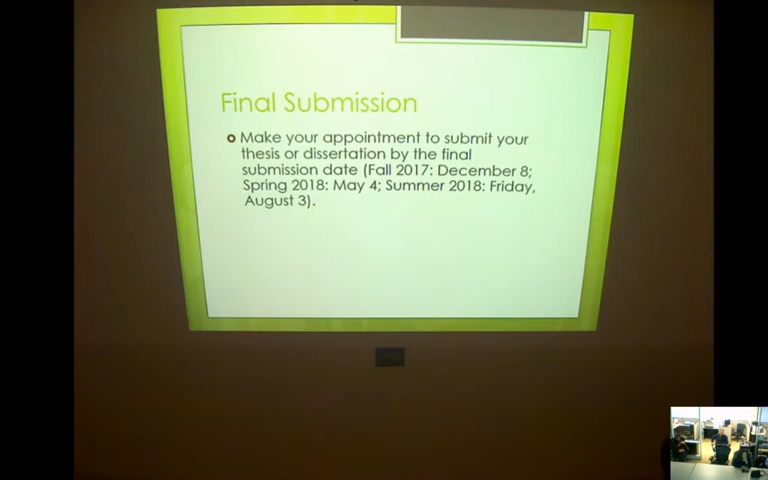 Final Submission
Make your appointment to submit your
thesis or dissertation by the final
submission date (Fall 2017: December 8;
Spring 2018: May 4; Summer 2018: Friday,
August 3).